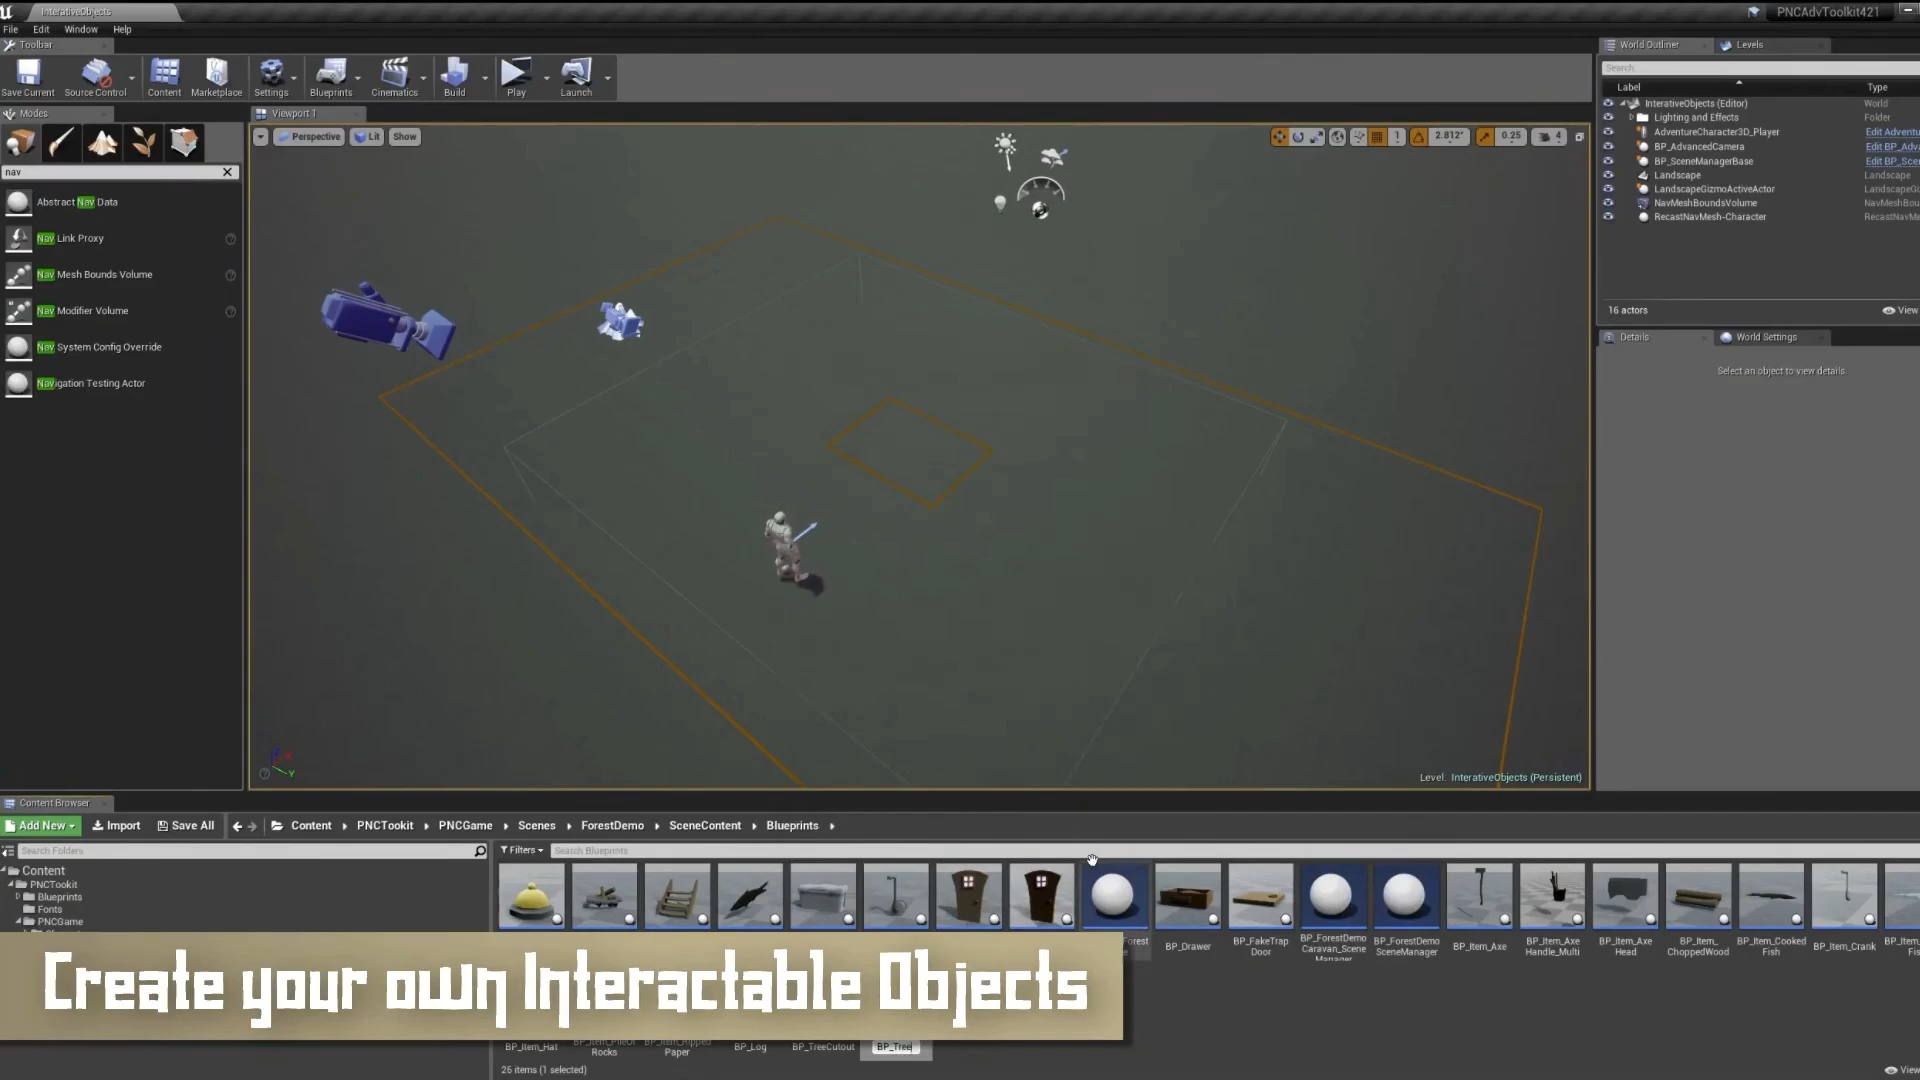 InterativeObjects
PNCAdvToolkit421
File Edit Window Help
Toolbar
World Outliner
Levels
Save Current
Source Control
Content
Marketplace
Settings
Blueprints
Cinematics
Build
Play
Launch
Search
Label
Type
Modes
Viewport 1
Perspective
Lit
Show
1
2.812°
0.25
4
nav
Abstract Nav Data
Nav Link Proxy
Nav Mesh Bounds Volume
Nav Modifier Volume
Nav System Config Override
Navigation Testing Actor
InterativeObjects (Editor) World
Lighting and Effects Folder
AdventureCharacter3D_Player Edit Adventu
BP_AdvancedCamera Edit BP_Adva
BP_SceneManagerBase Edit BP_Scen
Landscape Landscape
LandscapeGizmoActiveActor LandscapeGiz
NavMeshBoundsVolume NavMeshBou
RecastNavMesh-Character RecastNavMe
16 actors
View
Details
World Settings
Select an object to view details.
Z
Y
Level: InterativeObjects (Persistent)
Content Browser
Add New
Import
Save All
Content
PNCTookit
PNCGame
Scenes
ForestDemo
SceneContent
Blueprints
Search Folders
Filters
Search Blueprints
Content
PNCTookit
Blueprints
Fonts
PNCGame
BP_Drawer
BP_FakeTrap
Door
BP_ForestDemo
Caravan_Scene
Manager
BP_ForestDemo
SceneManager
BP_Item_Axe
BP_Item_Axe
Handle_Multi
BP_Item_Axe
Head
BP_Item_
ChoppedWood
BP_Item_Cooked
Fish
BP_Item_Crank
Create your own Interactable Objects
BP_Item_Hat
BP_Item_PileOf
Rocks
BP_Item_Ripped
Paper
BP_Log
BP_TreeCutout
BP_Tree
26 items (1 selected)
View